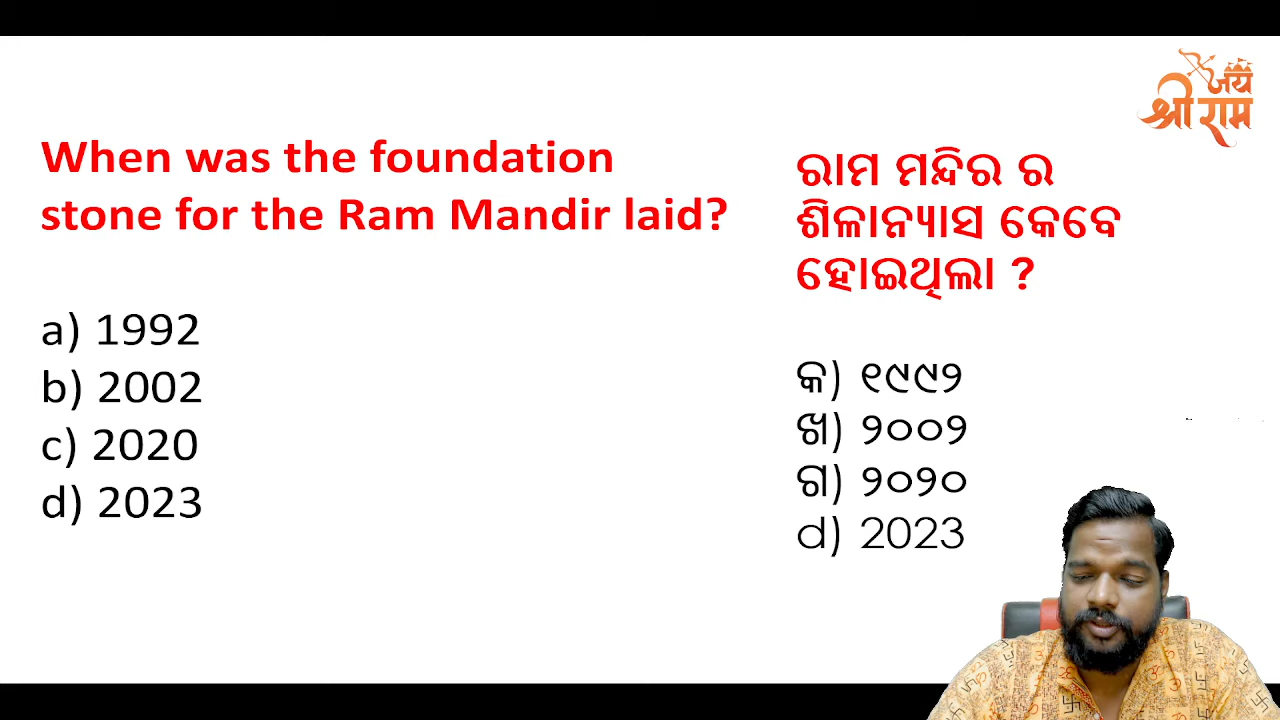 When was the foundation
stone for the Ram Mandir laid?
a) 1992
b) 2002
c) 2020
d) 2023
जय
श्री राम
ରାମ ମନ୍ଦିର ର
ଶିଳାନ୍ୟାସ କେବେ
ହୋଇଥିଲା ?
କ) ୧୯୯୨
ଖ) ୨୦୦୨
ଗ) ୨୦୨୦
d) 2023